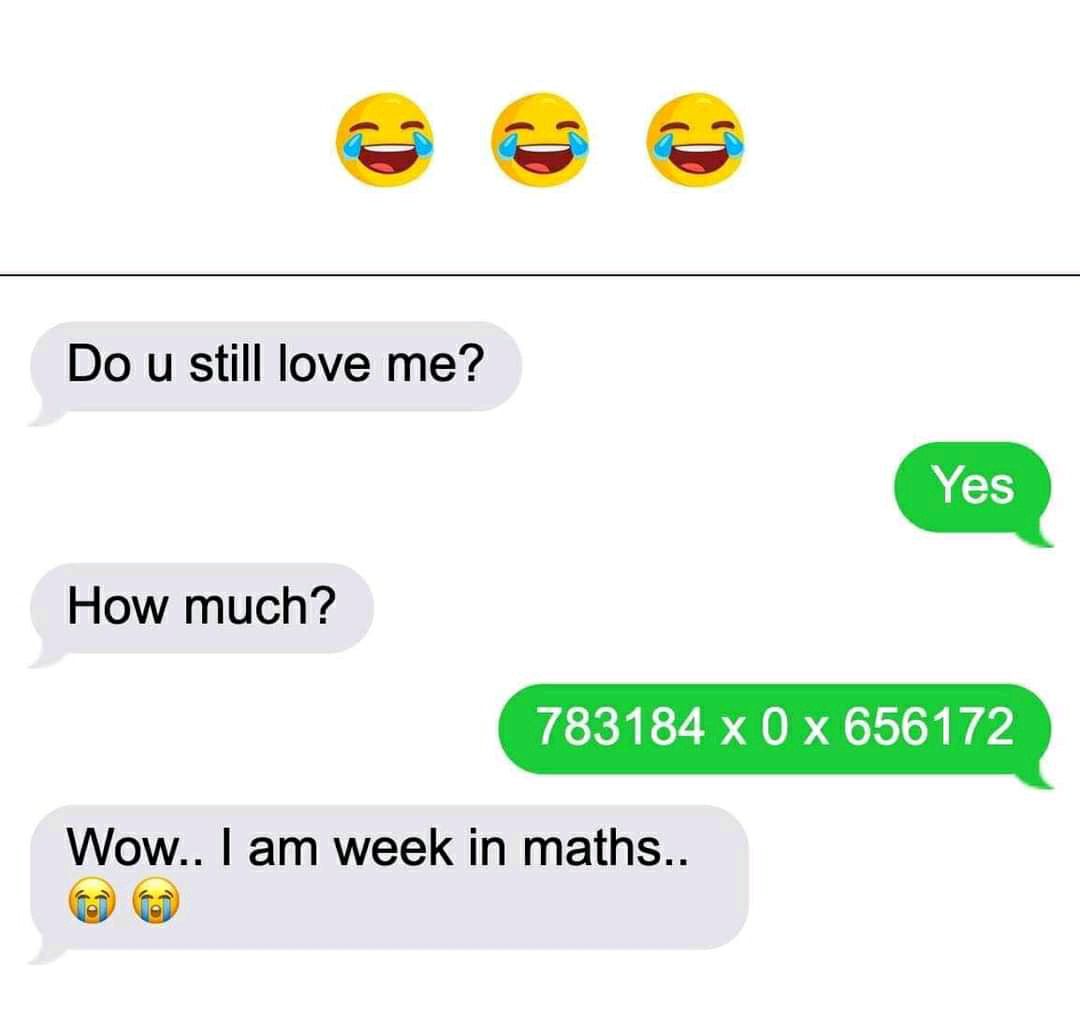 Do u still love me?
Yes
How much?
783184 x 0 x 656172
Wow.. I am week in maths..